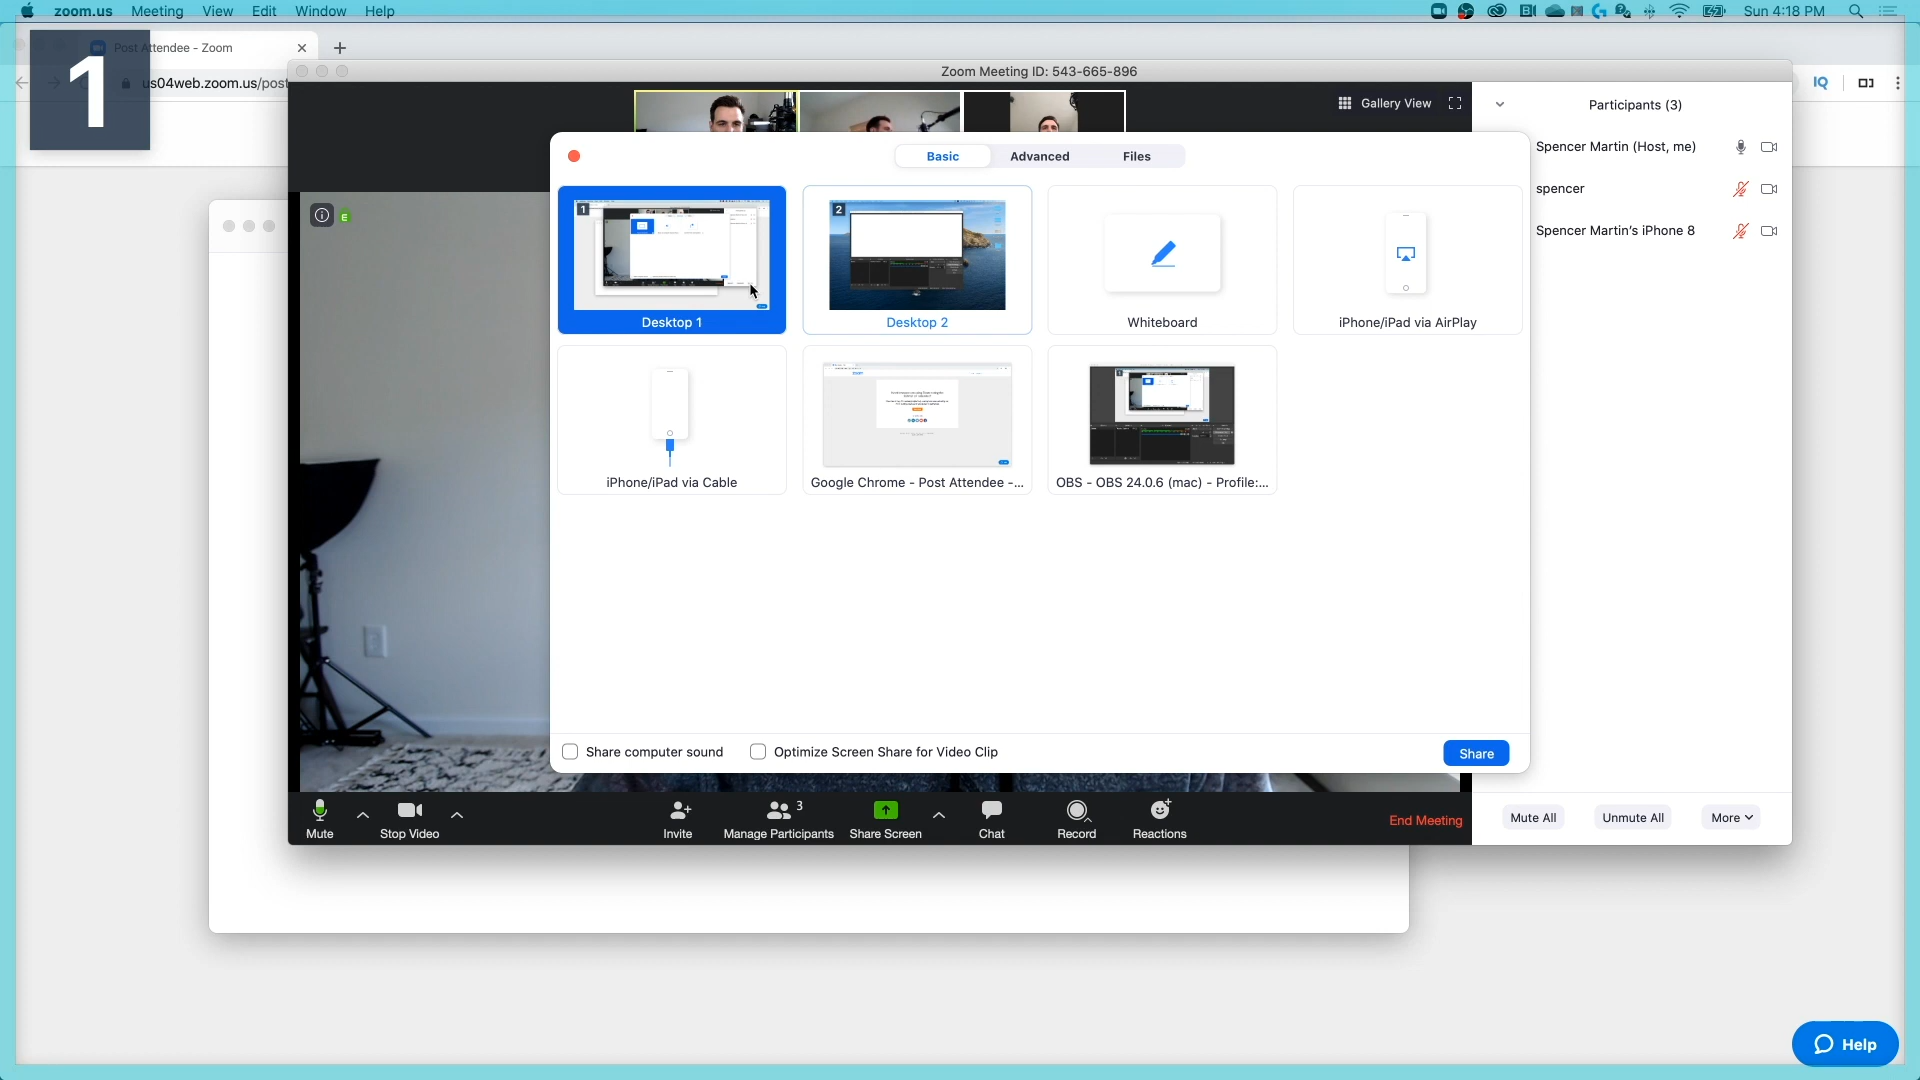 zoom.us Meeting View Edit Window Help
Sun 4:18 PM
Post Attendee - Zoom
1
us04web.zoom.us/post
IQ
Zoom Meeting ID: 543-665-896
Gallery View
Participants (3)
Basic Advanced Files
Spencer Martin (Host, me)
spencer
Spencer Martin's iPhone 8
E
1
2
Desktop 1
Desktop 2
Whiteboard
iPhone/iPad via AirPlay
iPhone/iPad via Cable
Google Chrome - Post Attendee -...
OBS - OBS 24.0.6 (mac) - Profile:...
Share computer sound
Optimize Screen Share for Video Clip
Share
Mute
Stop Video
Invite
3
Manage Participants
Share Screen
Chat
Record
Reactions
End Meeting
Mute All
Unmute All
More
Help